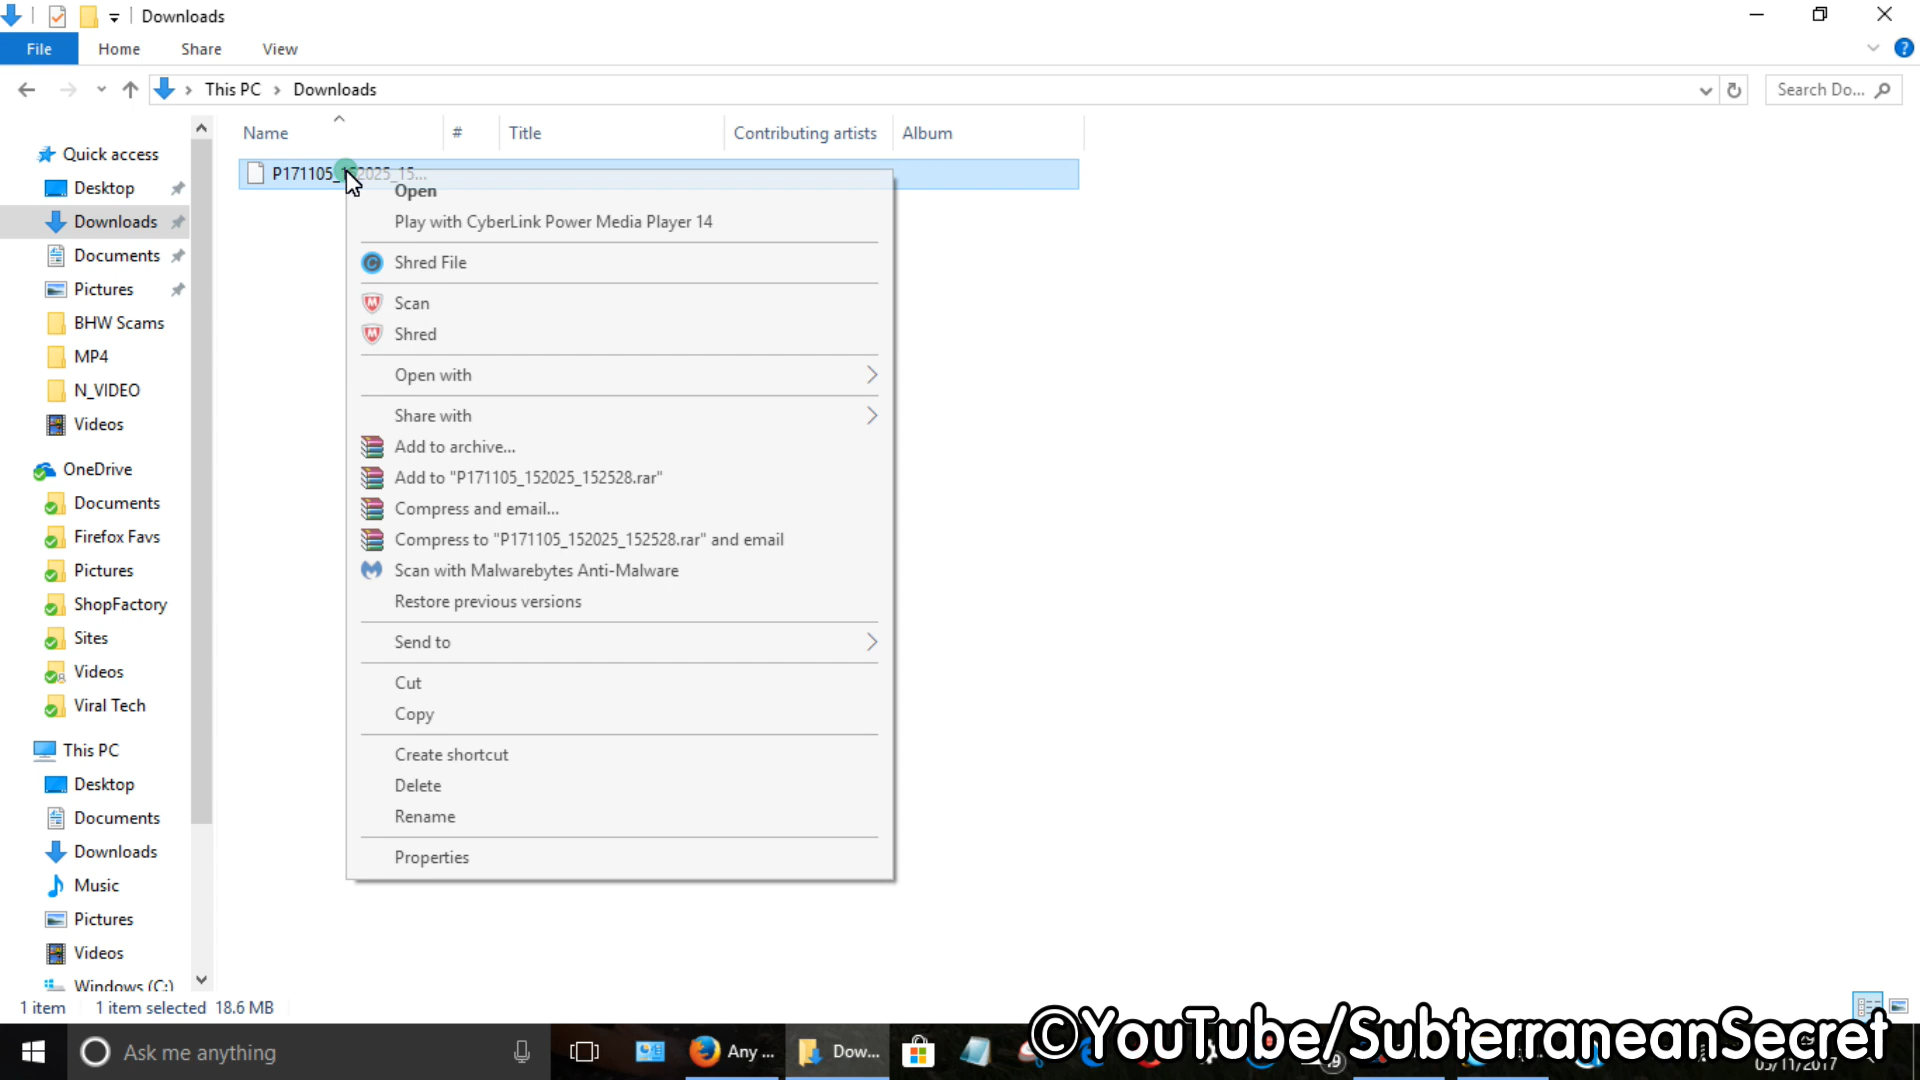 Downloads
File
Home
Share
View
This PC
Downloads
Search Do...
Name
#
Title
Contributing artists
Album
Quick access
Desktop
Downloads
Documents
Pictures
BHW Scams
MP4
N_VIDEO
Videos
OneDrive
Documents
Firefox Favs
Pictures
ShopFactory
Sites
Videos
Viral Tech
This PC
Desktop
Documents
Downloads
Music
Pictures
Videos
Windows (C:)
P171105_152025_15...
Open
Play with CyberLink Power Media Player 14
Shred File
Scan
Shred
Open with
Share with
Add to archive...
Add to "P171105_152025_152528.rar"
Compress and email...
Compress to "P171105_152025_152528.rar" and email
Scan with Malwarebytes Anti-Malware
Restore previous versions
Send to
Cut
Copy
Create shortcut
Delete
Rename
Properties
1 item
1 item selected 18.6 MB
©YouTube/SubterraneanSecret
Ask me anything
Any ...
Dow...
05/11/2017